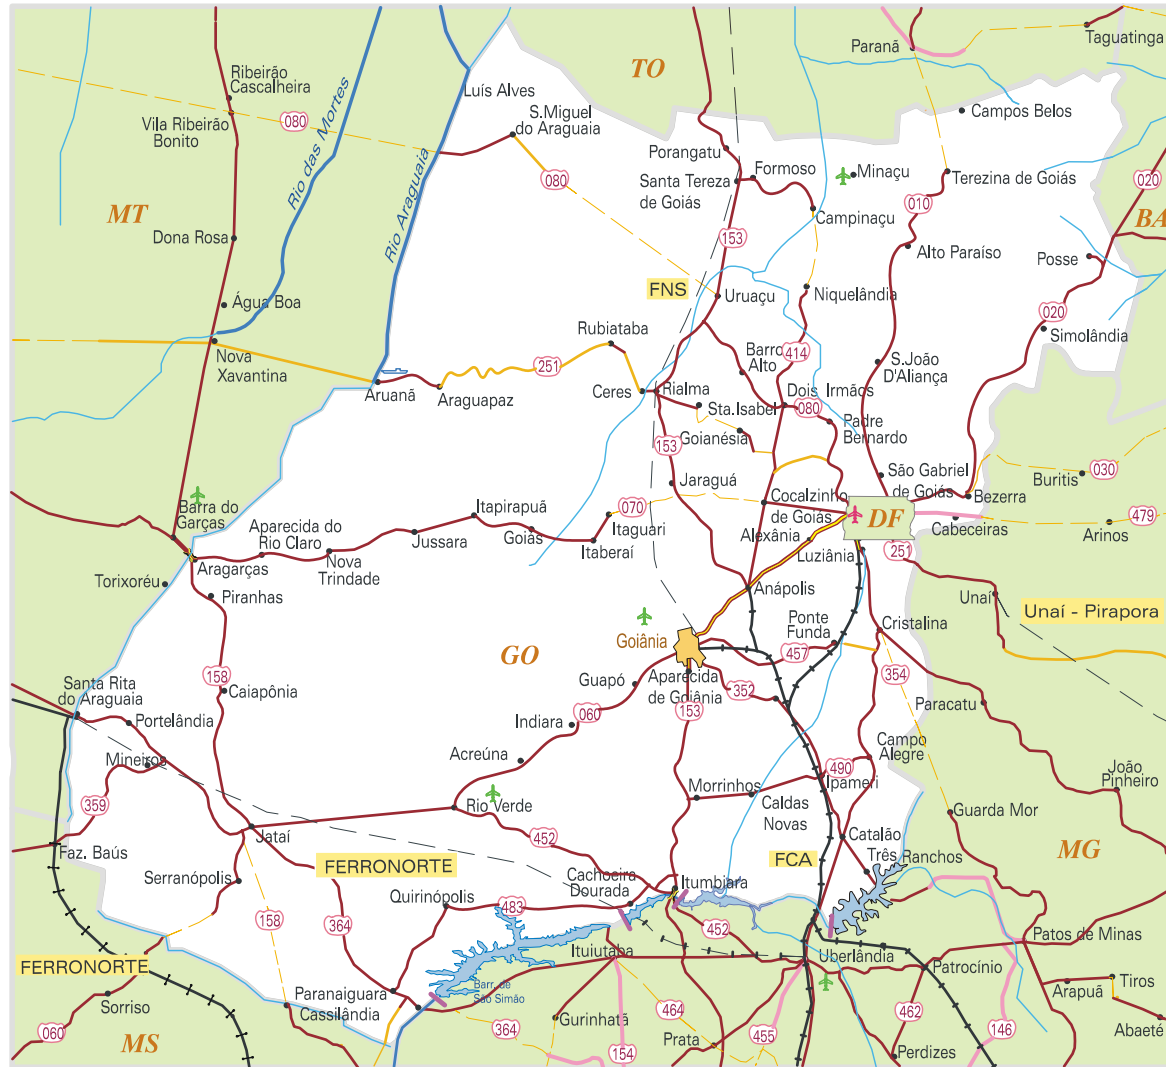 Taguatinga
Paranã
TO
Ribeirão
Cascalheira
Luís Alves
080
Vila Ribeirão
Bonito
S.Miguel
do Araguaia
Campos Belos
Rio das Mortes
Rio Araguaia
Porangatu
Formoso
Minaçu
080
Santa Tereza
de Goiás
Terezina de Goiás
020
MT
Campinaçu
010
BA
Dona Rosa
153
Alto Paraíso
Posse
FNS
Água Boa
Uruaçu
Niquelândia
020
Simolândia
Rubiataba
Nova
Xavantina
251
Barro
Alto
414
S.João
D'Aliança
Aruanã
Araguapaz
Ceres
Rialma
Dois Irmãos
Sta.Isabel
080
Padre
Bernardo
153
Goianésia
São Gabriel
de Goiás
030
Buritis
Jaraguá
Barra do
Garças
Itapirapuã
070
Cocalzinho
de Goiás
Bezerra
Aparecida do
Rio Claro
Goiás
Itaguari
DF
Cabeceiras
479
Arinos
Jussara
Alexânia
Itaberaí
Luziânia
251
Nova
Trindade
Aragarças
Torixoréu
Piranhas
Anápolis
Unaí
Unaí - Pirapora
Ponte
Funda
Cristalina
Goiânia
GO
457
158
Guapó
Aparecida
de Goiânia
352
354
Santa Rita
do Araguaia
Caiapônia
Portelândia
Indiara
060
153
Paracatu
Acreúna
Campo
Alegre
Mineiros
490
Ipameri
João
Pinheiro
359
Morrinhos
Caldas
Novas
Rio Verde
Guarda Mor
Jataí
452
Catalão
Faz. Baús
FERRONORTE
FCA
Três Ranchos
MG
Serranópolis
Cachoeira
Dourada
Itumbiara
Quirinópolis
483
158
364
452
Patos de Minas
Ituiutaba
Uberlândia
FERRONORTE
Patrocínio
Barr. de
São Simão
Tiros
Arapuã
Sorriso
Paranaiguara
Cassilândia
464
462
Gurinhatã
364
455
146
Abaeté
060
MS
154
Prata
Perdizes